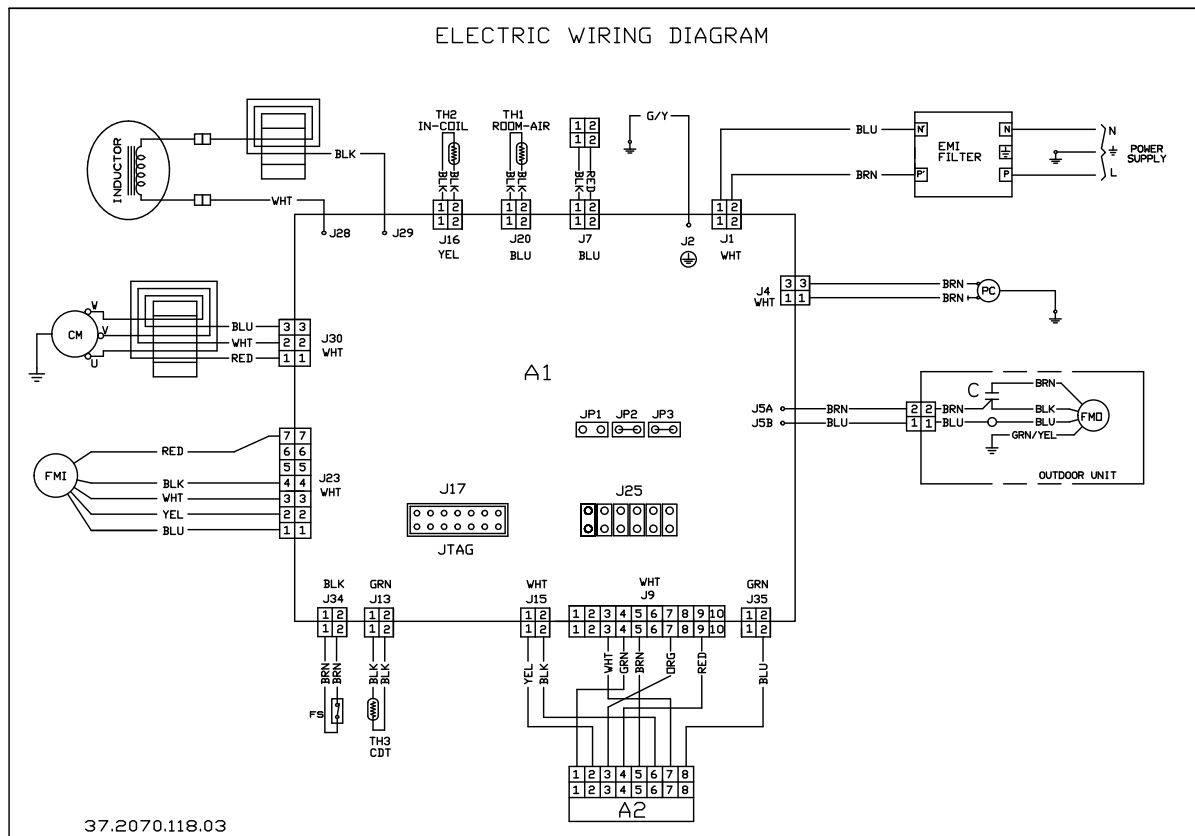 ELECTRIC WIRING DIAGRAM
INDUCTOR
BLK
WHT
J28
J29
TH2
IN-COIL
BLK
BLK
1 2
1 2
J16
YEL
TH1
ROOM-AIR
BLK
BLK
1 2
1 2
J20
BLU
1 2
1 2
BLK
RED
1 2
1 2
J7
BLU
G/Y
J2
1 2
1 2
J1
WHT
BLU
BRN
N'
P'
EMI
FILTER
N
P
N
L
POWER
SUPPLY
J4
WHT
3 3
1 1
BRN
BRN
PC
CM
W
V
U
BLU
WHT
RED
3 3
2 2
1 1
J30
WHT
A1
JP1
JP2
JP3
J5A
J5B
BRN
BLU
2 2
1 1
BRN
BLU
C
BRN
BLK
BLU
GRN/YEL
FMO
OUTDOOR UNIT
FMI
RED
BLK
WHT
YEL
BLU
7 7
6 6
5 5
4 4
3 3
2 2
1 1
J23
WHT
J17
JTAG
J25
BLK
J34
1 2
1 2
BRN
BRN
FS
GRN
J13
1 2
1 2
BLK
BLK
TH3
CDT
WHT
J15
1 2
1 2
YEL
BLK
WHT
J9
1 2 3 4 5 6 7 8 9 10
1 2 3 4 5 6 7 8 9 10
WHT
GRN
BRN
ORG
RED
GRN
J35
1 2
1 2
BLU
1 2 3 4 5 6 7 8
1 2 3 4 5 6 7 8
A2
37.2070.118.03